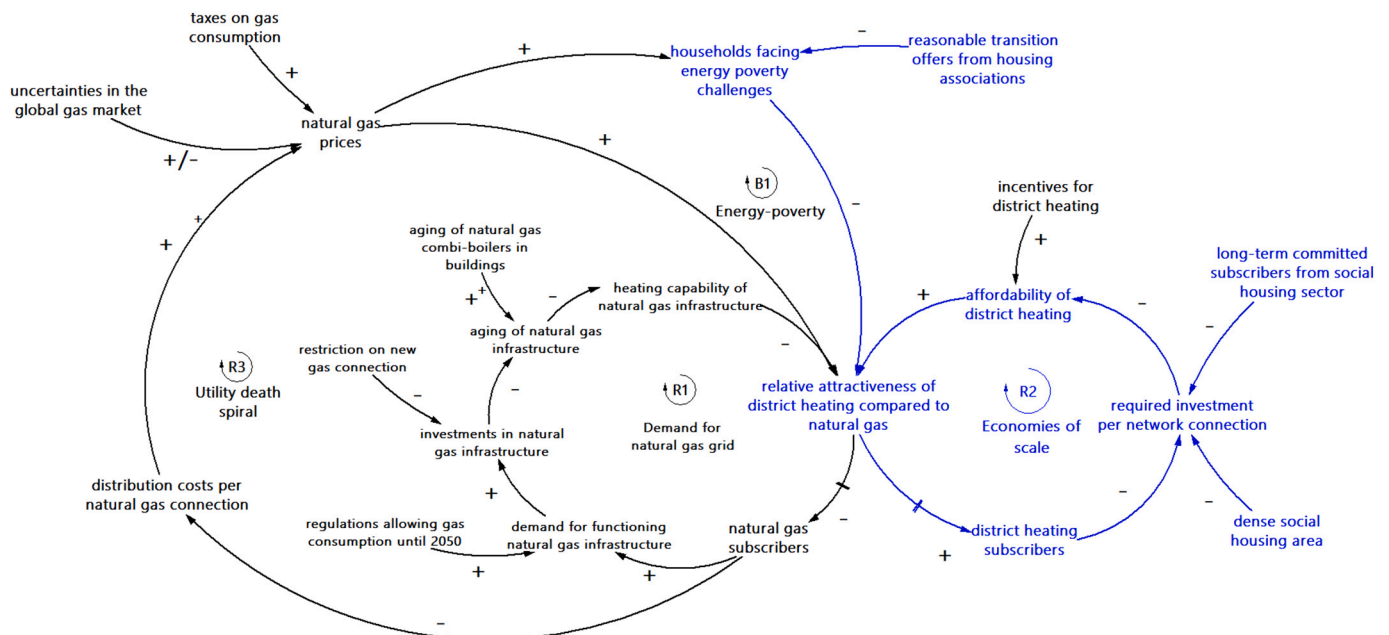 taxes on gas
consumption
+
uncertainties in the
global gas market
+/-
natural gas
prices
+
households facing
energy poverty
challenges
-
reasonable transition
offers from housing
associations
+
B1
Energy-poverty
-
incentives for
district heating
+
long-term committed
subscribers from social
housing sector
-
affordability of
district heating
+
-
+
+
aging of natural gas
combi-boilers in
buildings
+
+
-
heating capability of
natural gas infrastructure
-
aging of natural gas
infrastructure
-
restriction on new
gas connection
-
R3
Utility death
spiral
R1
Demand for
natural gas grid
relative attractiveness of
district heating compared to
natural gas
R2
Economies of
scale
required investment
per network connection
investments in natural
gas infrastructure
+
distribution costs per
natural gas connection
regulations allowing gas
consumption until 2050
+
demand for functioning
natural gas infrastructure
+
natural gas
subscribers
-
+
district heating
subscribers
-
-
dense social
housing area
-